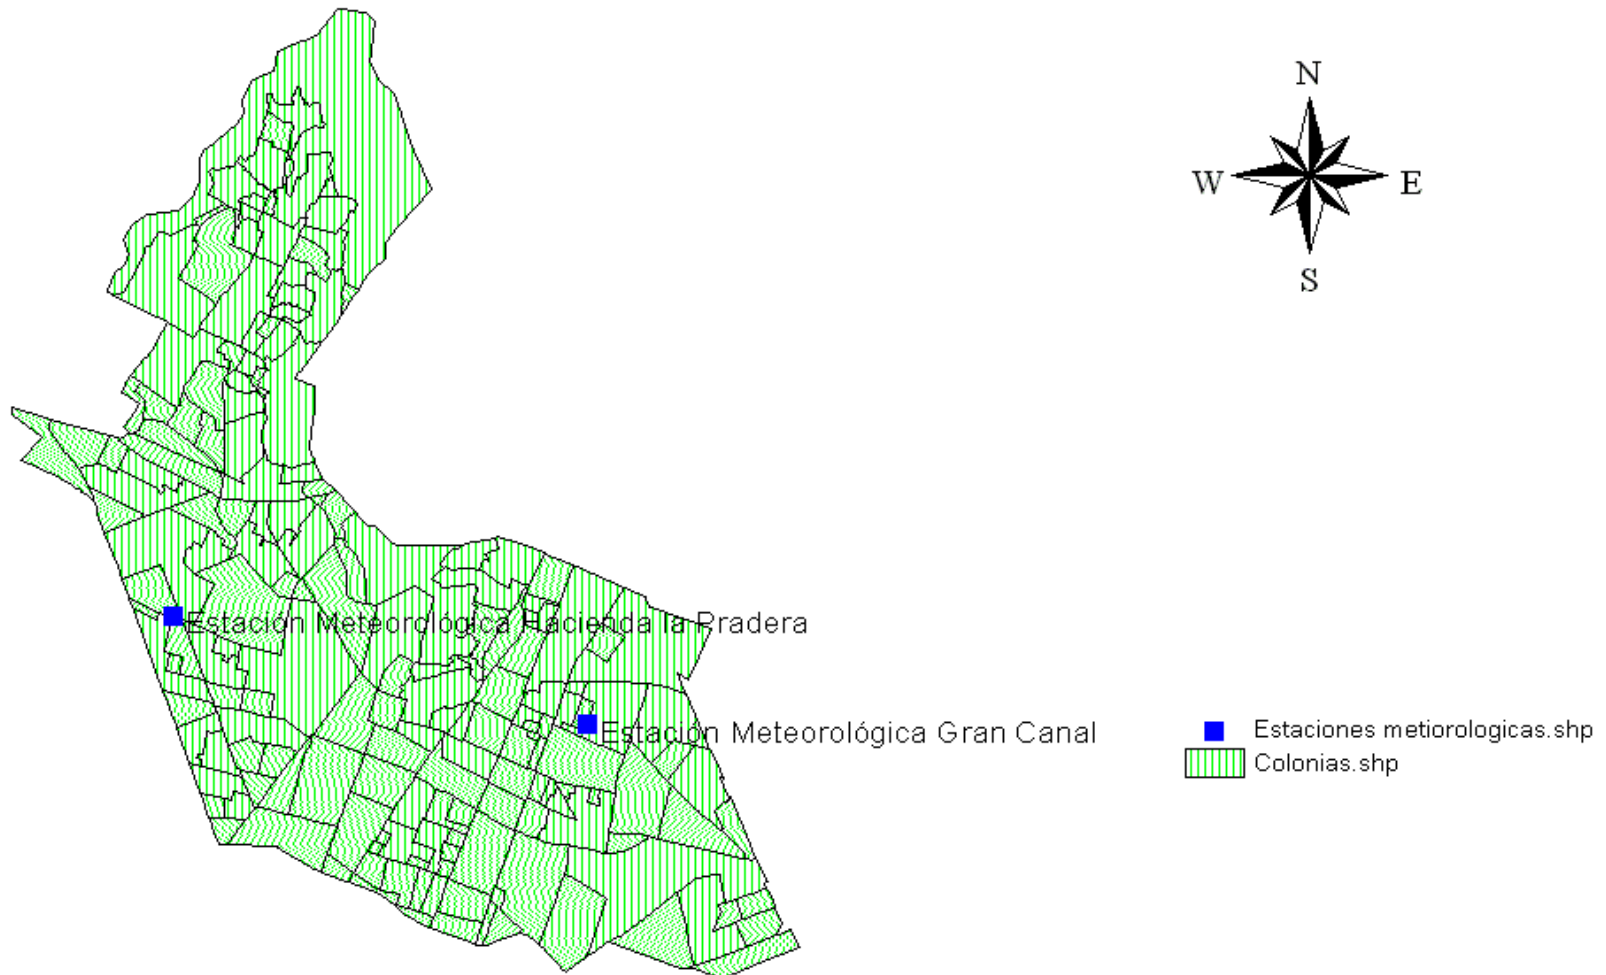 N
W E
S
Estación Meteorológica Hacienda la Pradera
Estación Meteorológica Gran Canal
Estaciones metiorologicas.shp
Colonias.shp